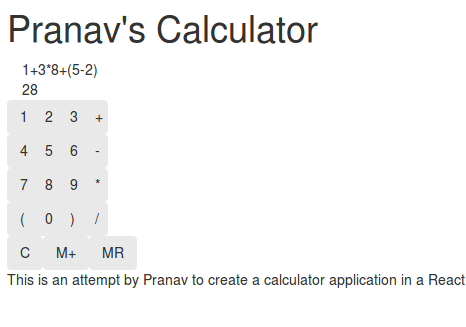 Pranav's Calculator
1+3*8+(5-2)
28
1 2 3 +
4 5 6 -
7 8 9 *
( 0 ) /
C M+ MR
This is an attempt by Pranav to create a calculator application in a React